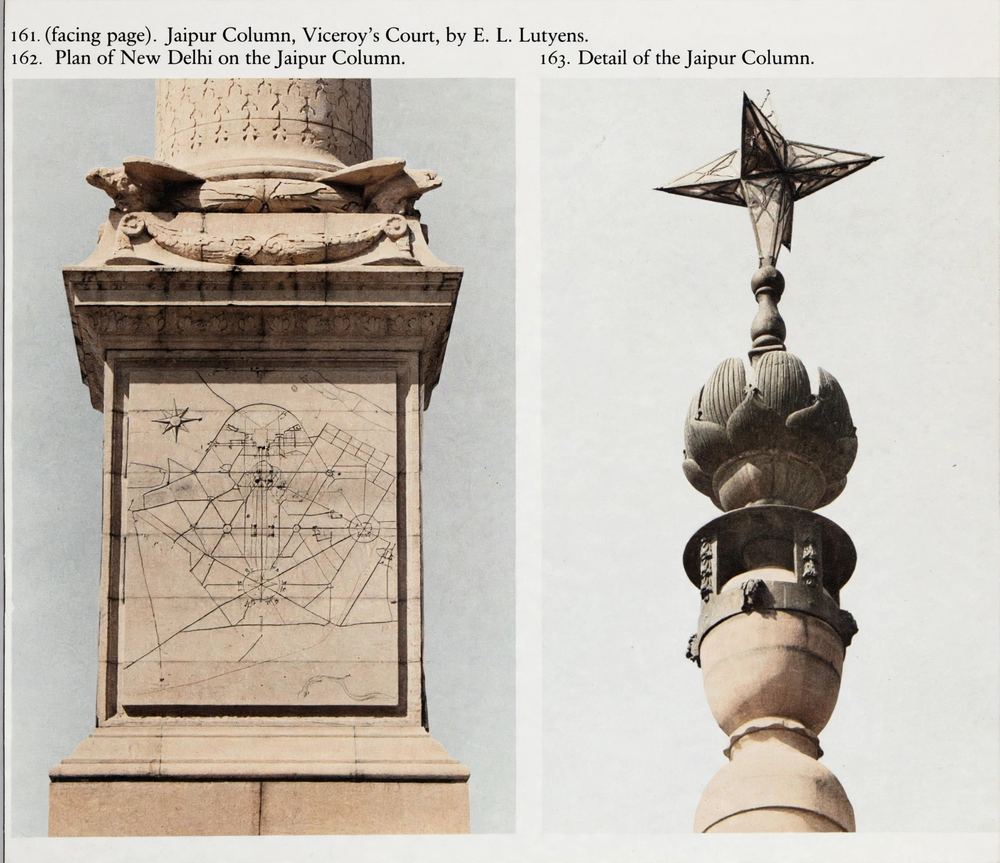 161. (facing page). Jaipur Column, Viceroy's Court, by E. L. Lutyens.
162. Plan of New Delhi on the Jaipur Column.
163. Detail of the Jaipur Column.